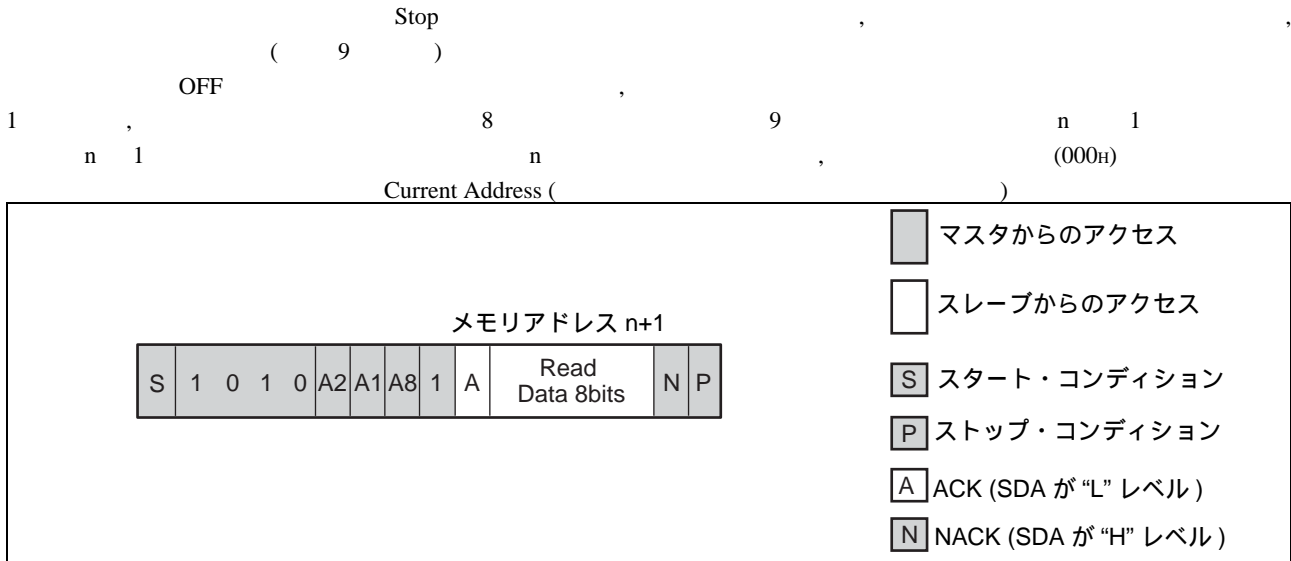 Stop , ,
( 9 )
OFF ,
1 , 8 9 n 1
n 1 n , (000H)
Current Address ( )
メモリアドレス n+1
S 1 0 1 0 A2 A1 A8 1 A Read Data 8bits N P
マスタからのアクセス
スレーブからのアクセス
S スタート・コンディション
P ストップ・コンディション
A ACK (SDA が “L” レベル )
N NACK (SDA が “H” レベル )